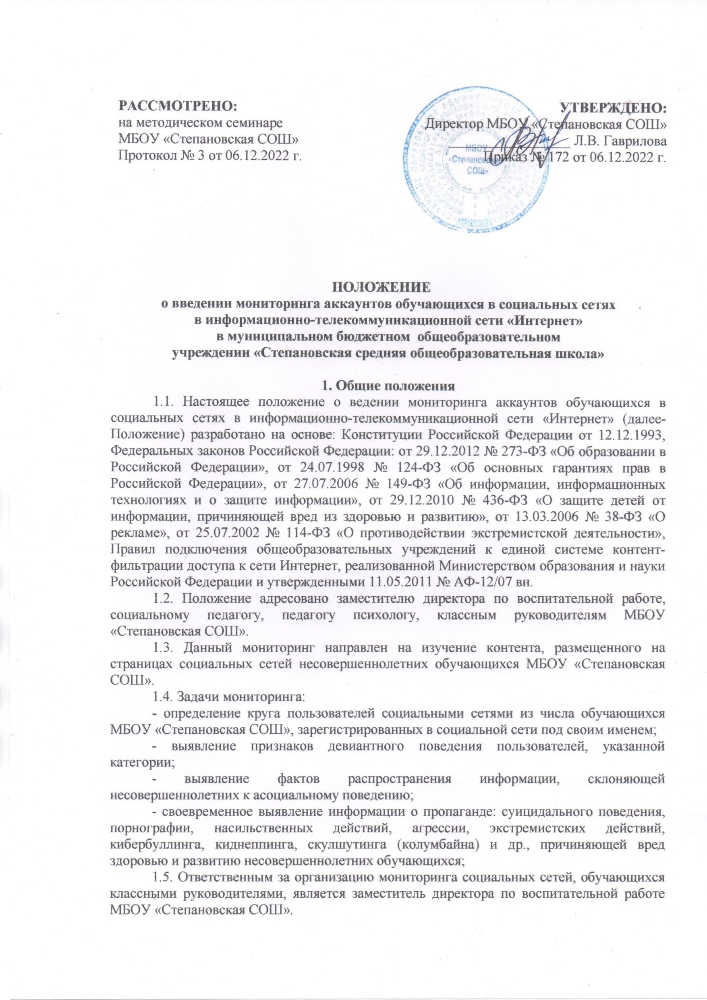 РАССМОТРЕНО:
на методическом семинаре
МБОУ «Степановская СОШ»
Протокол № 3 от 06.12.2022 г.
УТВЕРЖДЕНО:
Директор МБОУ «Степановская СОШ»
Л.В. Гаврилова
Приказ № 172 от 06.12.2022 г.
МБОУ
«Степановская
СОШ»
ПОЛОЖЕНИЕ
о введении мониторинга аккаунтов обучающихся в социальных сетях
в информационно-телекоммуникационной сети «Интернет»
в муниципальном бюджетном общеобразовательном
учреждении «Степановская средняя общеобразовательная школа»
1. Общие положения
1.1. Настоящее положение о ведении мониторинга аккаунтов обучающихся в
социальных сетях в информационно-телекоммуникационной сети «Интернет» (далее-
Положение) разработано на основе: Конституции Российской Федерации от 12.12.1993,
Федеральных законов Российской Федерации: от 29.12.2012 № 273-ФЗ «Об образовании в
Российской Федерации», от 24.07.1998 № 124-ФЗ «Об основных гарантиях прав в
Российской Федерации», от 27.07.2006 № 149-ФЗ «Об информации, информационных
технологиях и о защите информации», от 29.12.2010 № 436-ФЗ «О защите детей от
информации, причиняющей вред из здоровью и развитию», от 13.03.2006 № 38-ФЗ «О
рекламе», от 25.07.2002 № 114-ФЗ «О противодействии экстремистской деятельности»,
Правил подключения общеобразовательных учреждений к единой системе контент-
фильтрации доступа к сети Интернет, реализованной Министерством образования и науки
Российской Федерации и утвержденными 11.05.2011 № АФ-12/07 вн.
1.2. Положение адресовано заместителю директора по воспитательной работе,
социальному педагогу, педагогу психологу, классным руководителям МБОУ
«Степановская СОШ».
1.3. Данный мониторинг направлен на изучение контента, размещенного на
страницах социальных сетей несовершеннолетних обучающихся МБОУ «Степановская
СОШ».
1.4. Задачи мониторинга:
- определение круга пользователей социальными сетями из числа обучающихся
МБОУ «Степановская СОШ», зарегистрированных в социальной сети под своим именем;
- выявление признаков девиантного поведения пользователей, указанной
категории;
- выявление фактов распространения информации, склоняющей
несовершеннолетних к асоциальному поведению;
- своевременное выявление информации о пропаганде: суицидального поведения,
порнографии, насильственных действий, агрессии, экстремистских действий,
кибербуллинга, киднеппинга, скулшутинга (колумбайна) и др., причиняющей вред
здоровью и развитию несовершеннолетних обучающихся;
1.5. Ответственным за организацию мониторинга социальных сетей, обучающихся
классными руководителями, является заместитель директора по воспитательной работе
МБОУ «Степановская СОШ».